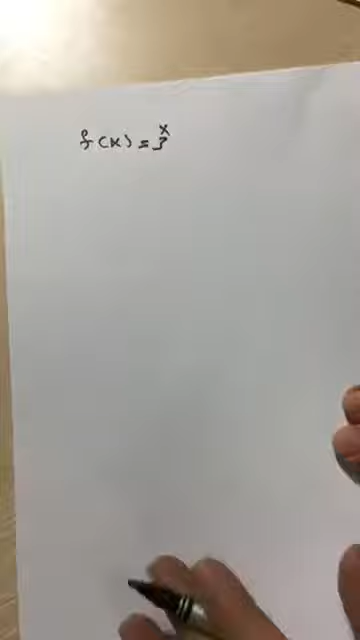 f(x) = 3^x